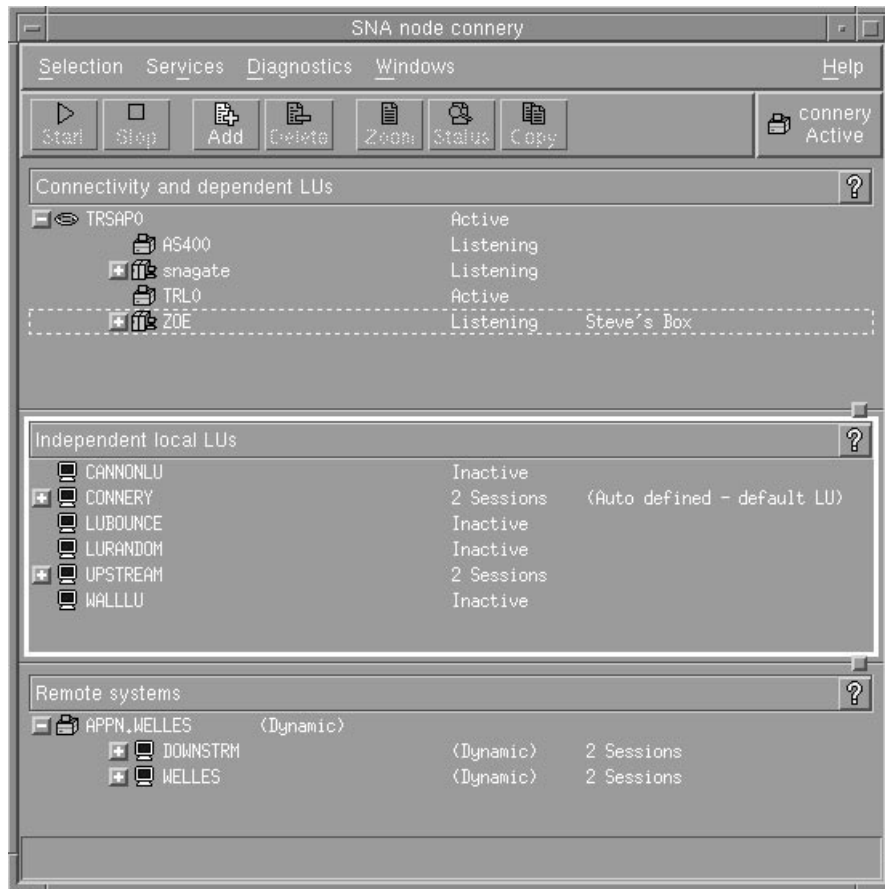 SNA node connery
Selection Services Diagnostics Windows Help
Start Stop Add Delete Zoom Status Copy connery
Active
Connectivity and dependent LUs ?
TRSAP0 Active
AS400 Listening
snagate Listening
TRL0 Active
ZOE Listening Steve's Box
Independent local LUs ?
CANNONLU Inactive
CONNERY 2 Sessions (Auto defined - default LU)
LUBOUNCE Inactive
LURANDOM Inactive
UPSTREAM 2 Sessions
WALLLU Inactive
Remote systems ?
APPN.WELLES (Dynamic)
DOWNSTRM (Dynamic) 2 Sessions
WELLES (Dynamic) 2 Sessions